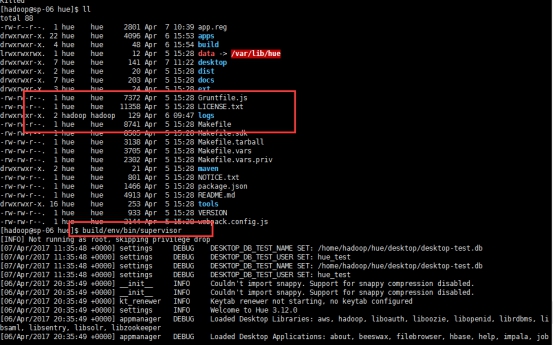 Killed
[hadoop@sp-06 hue]$ ll
total 88
-rw-r--r--. 1 hue hue 2801 Apr 7 10:39 app.reg
drwxrwxr-x. 22 hue hue 4096 Apr 6 15:53 apps
drwxrwxr-x. 4 hue hue 48 Apr 6 15:54 build
lrwxrwxrwx. 1 hue hue 12 Apr 5 15:28 data -> /var/lib/hue
drwxrwxr-x. 7 hue hue 141 Apr 7 11:22 desktop
drwxrwxr-x. 2 hue hue 20 Apr 5 15:28 dist
drwxrwxr-x. 7 hue hue 203 Apr 5 15:28 docs
drwxrwxr-x. 3 hue hue 24 Apr 5 15:28 ext
-rw-rw-r--. 1 hue hue 7372 Apr 5 15:28 Gruntfile.js
-rw-rw-r--. 1 hue hue 11358 Apr 5 15:28 LICENSE.txt
drwxrwxr-x. 2 hadoop hadoop 129 Apr 6 09:47 logs
-rw-rw-r--. 1 hue hue 8741 Apr 5 15:28 Makefile
-rw-rw-r--. 1 hue hue 8505 Apr 5 15:28 Makefile.sdk
-rw-rw-r--. 1 hue hue 3138 Apr 5 15:28 Makefile.tarball
-rw-rw-r--. 1 hue hue 3705 Apr 5 15:28 Makefile.vars
-rw-rw-r--. 1 hue hue 2302 Apr 5 15:28 Makefile.vars.priv
drwxrwxr-x. 2 hue hue 21 Apr 5 15:28 maven
-rw-rw-r--. 1 hue hue 801 Apr 5 15:28 NOTICE.txt
-rw-rw-r--. 1 hue hue 1466 Apr 5 15:28 package.json
-rw-rw-r--. 1 hue hue 4913 Apr 5 15:28 README.md
drwxrwxr-x. 16 hue hue 253 Apr 5 15:28 tools
-rw-rw-r--. 1 hue hue 933 Apr 5 15:28 VERSION
-rw-rw-r--. 1 hue hue 2144 Apr 5 15:28 webpack.config.js
[hadoop@sp-06 hue]$ build/env/bin/supervisor
[INFO] Not running as root, skipping privilege drop
[07/Apr/2017 11:35:48 +0000] settings DEBUG DESKTOP_DB_TEST_NAME SET: /home/hadoop/hue/desktop/desktop-test.db
[07/Apr/2017 11:35:48 +0000] settings DEBUG DESKTOP_DB_TEST_USER SET: hue_test
[07/Apr/2017 11:35:48 +0000] settings DEBUG DESKTOP_DB_TEST_NAME SET: /home/hadoop/hue/desktop/desktop-test.db
[07/Apr/2017 11:35:48 +0000] settings DEBUG DESKTOP_DB_TEST_USER SET: hue_test
[06/Apr/2017 20:35:49 +0000] __init__ INFO Couldn't import snappy. Support for snappy compression disabled.
[06/Apr/2017 20:35:49 +0000] __init__ INFO Couldn't import snappy. Support for snappy compression disabled.
[06/Apr/2017 20:35:49 +0000] kt_renewer INFO Keytab renewer not starting, no keytab configured
[06/Apr/2017 20:35:49 +0000] settings INFO Welcome to Hue 3.12.0
[06/Apr/2017 20:35:49 +0000] appmanager DEBUG Loaded Desktop Libraries: aws, hadoop, liboauth, liboozie, libopenid, librdbms, li
bsaml, libsentry, libsolr, libzookeeper
[06/Apr/2017 20:35:49 +0000] appmanager DEBUG Loaded Desktop Applications: about, beeswax, filebrowser, hbase, help, impala, job